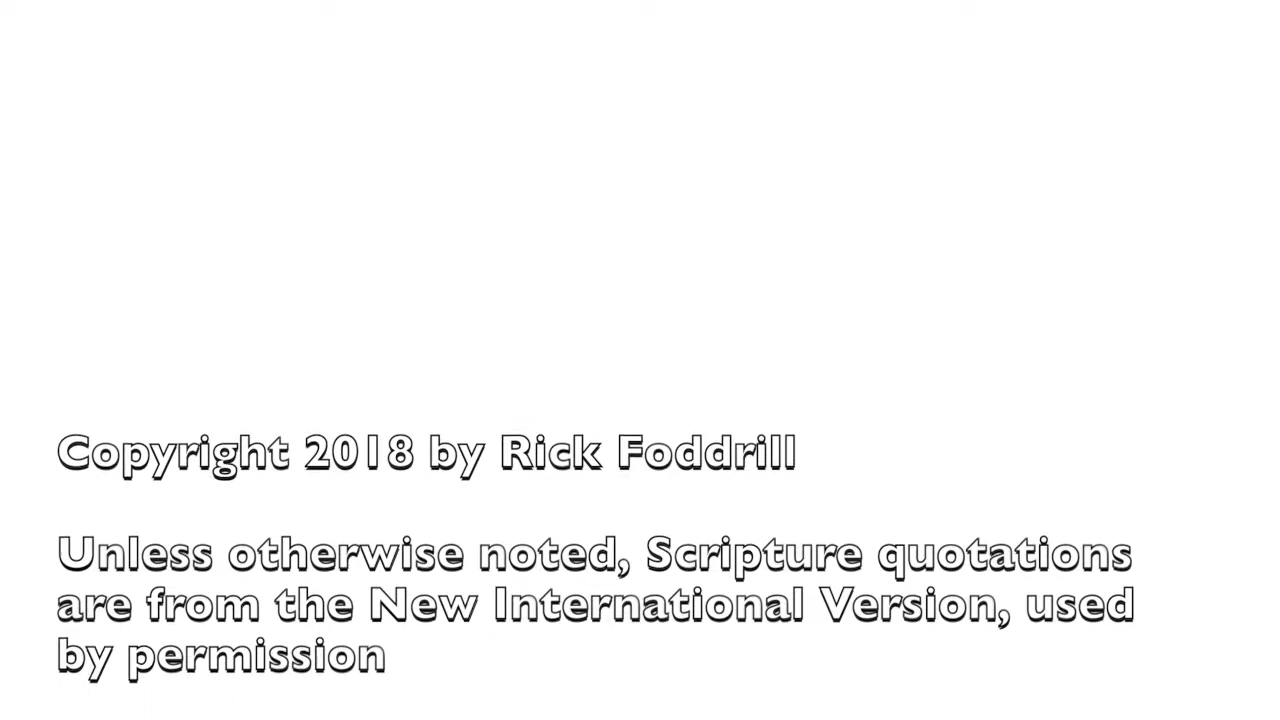 Copyright 2018 by Rick Foddrill
Unless otherwise noted, Scripture quotations
are from the New International Version, used
by permission